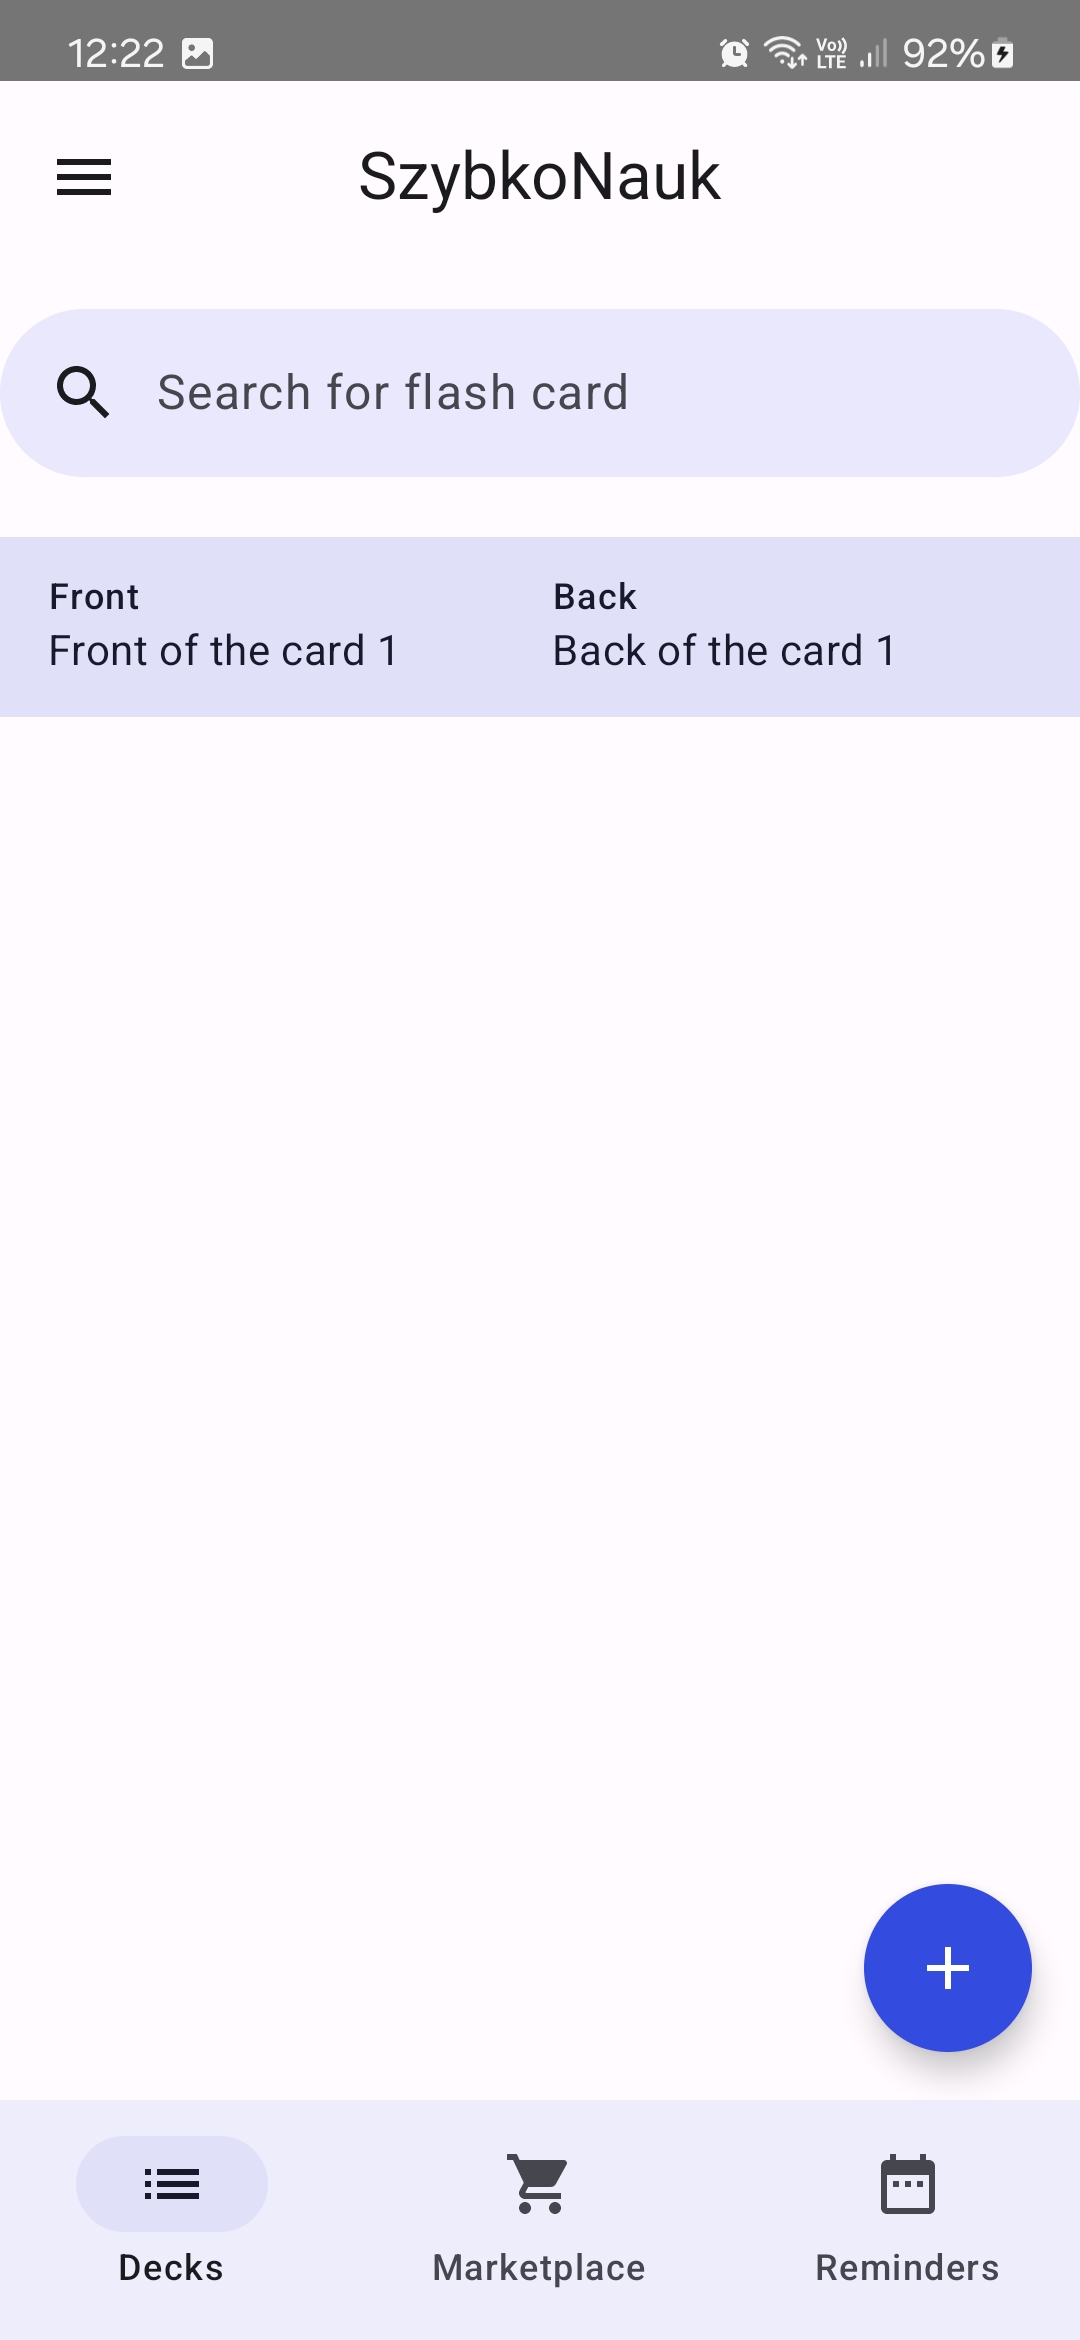 12:22 Vo)) LTE 92%
SzybkoNauk
Search for flash card
Front Back
Front of the card 1 Back of the card 1
Decks Marketplace Reminders